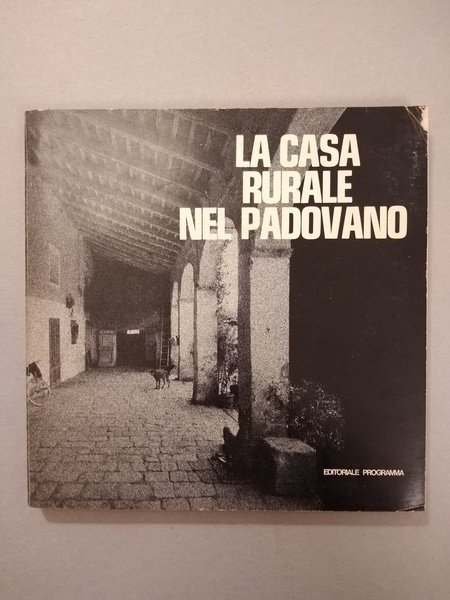 LA CASA
RURALE
NEL PADOVANO
EDITORIALE PROGRAMMA